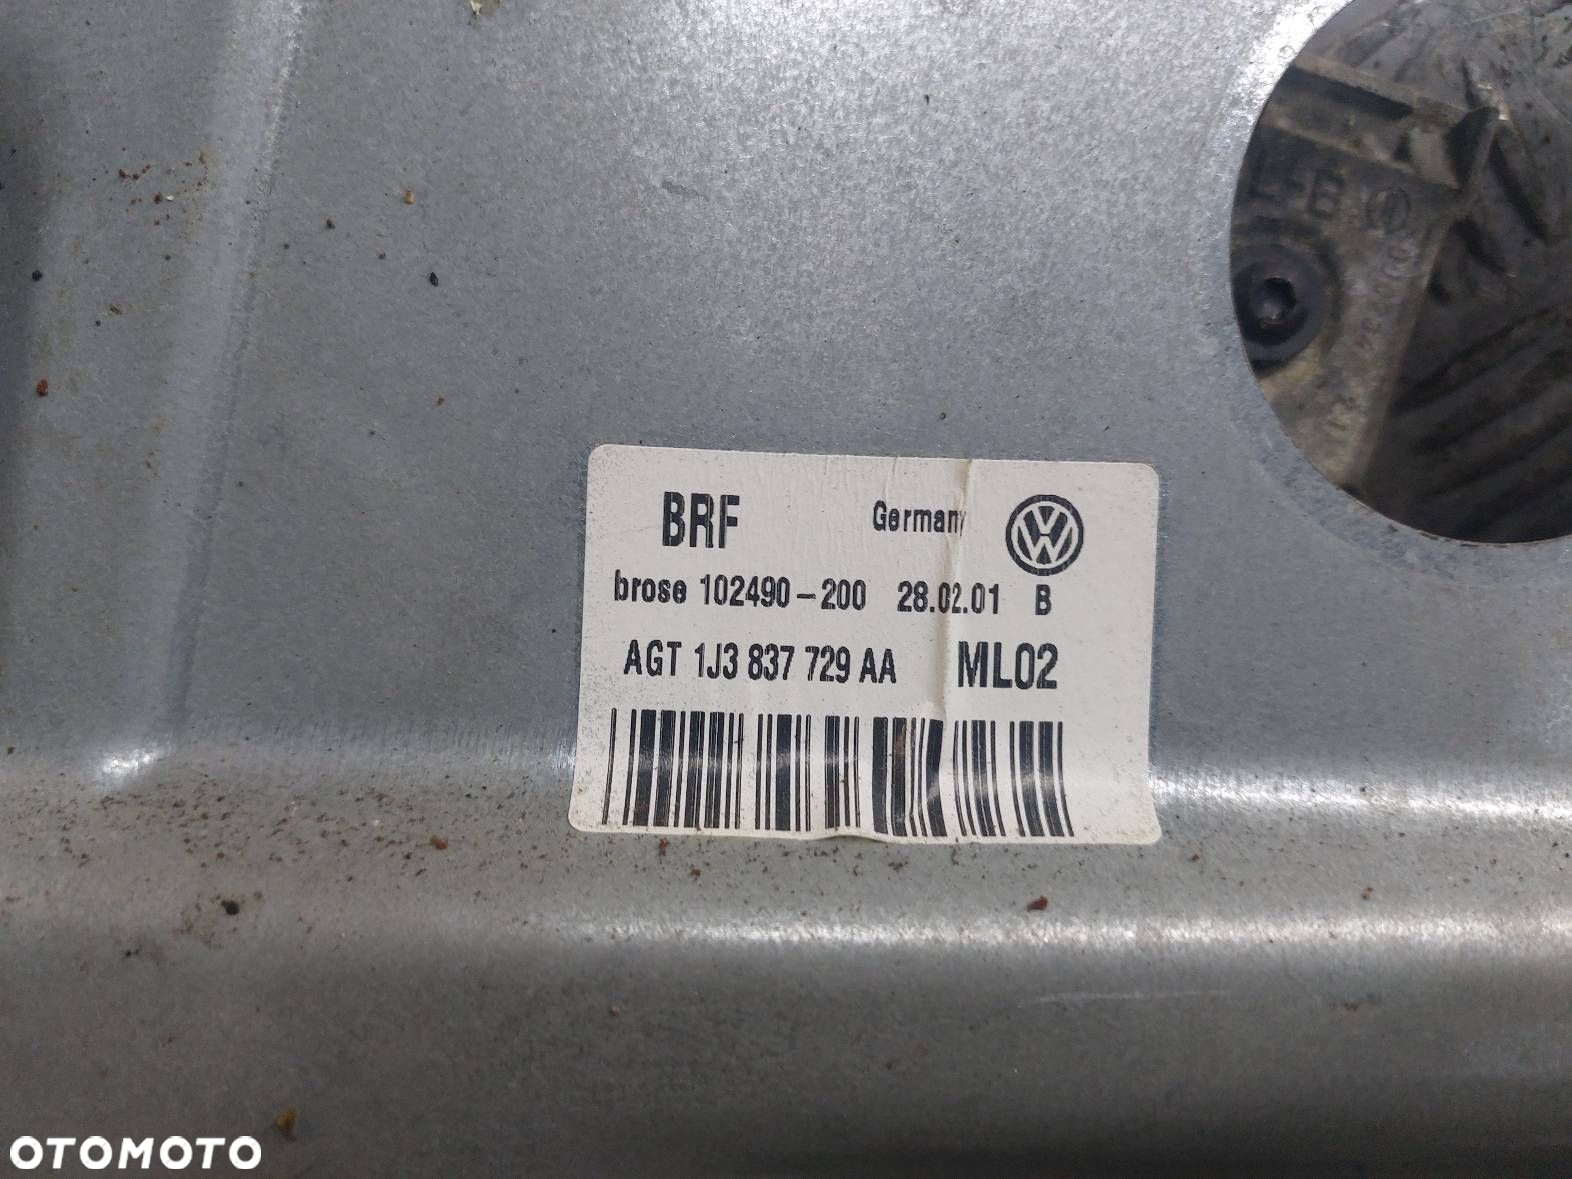 BRF Germany
brose 102490-200 28.02.01 B
AGT 1J3 837 729 AA ML02
OTOMOTO